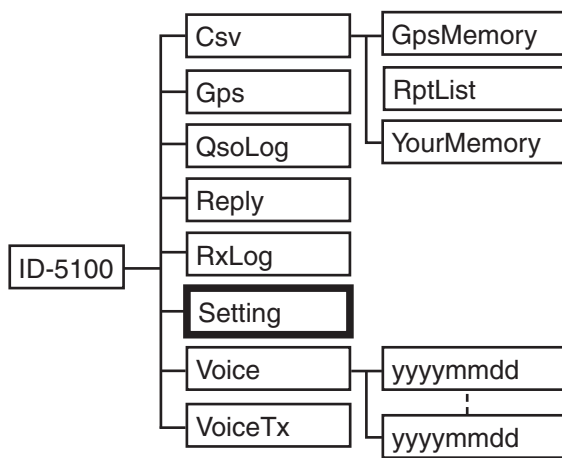 Csv
GpsMemory
Gps
RptList
QsoLog
YourMemory
Reply
ID-5100
RxLog
Setting
Voice
yyyymmdd
VoiceTx
yyyymmdd